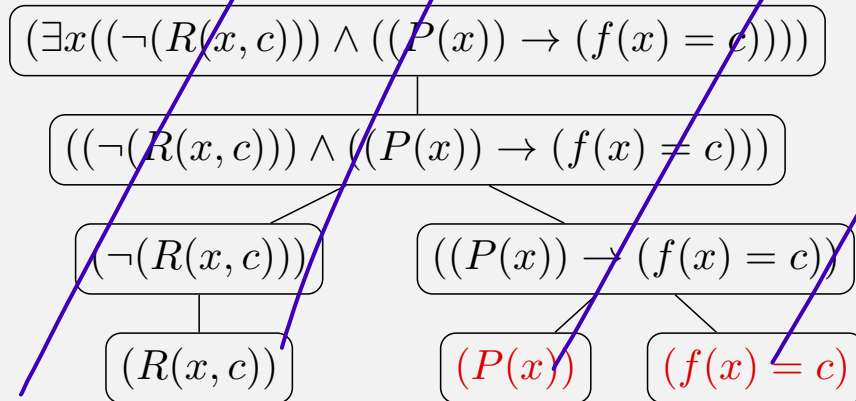 (∃x((¬(R(x, c))) ∧ ((P(x)) → (f(x) = c))))
((¬(R(x, c))) ∧ ((P(x)) → (f(x) = c)))
(¬(R(x, c))) ((P(x)) → (f(x) = c))
(R(x, c)) (P(x)) (f(x) = c)